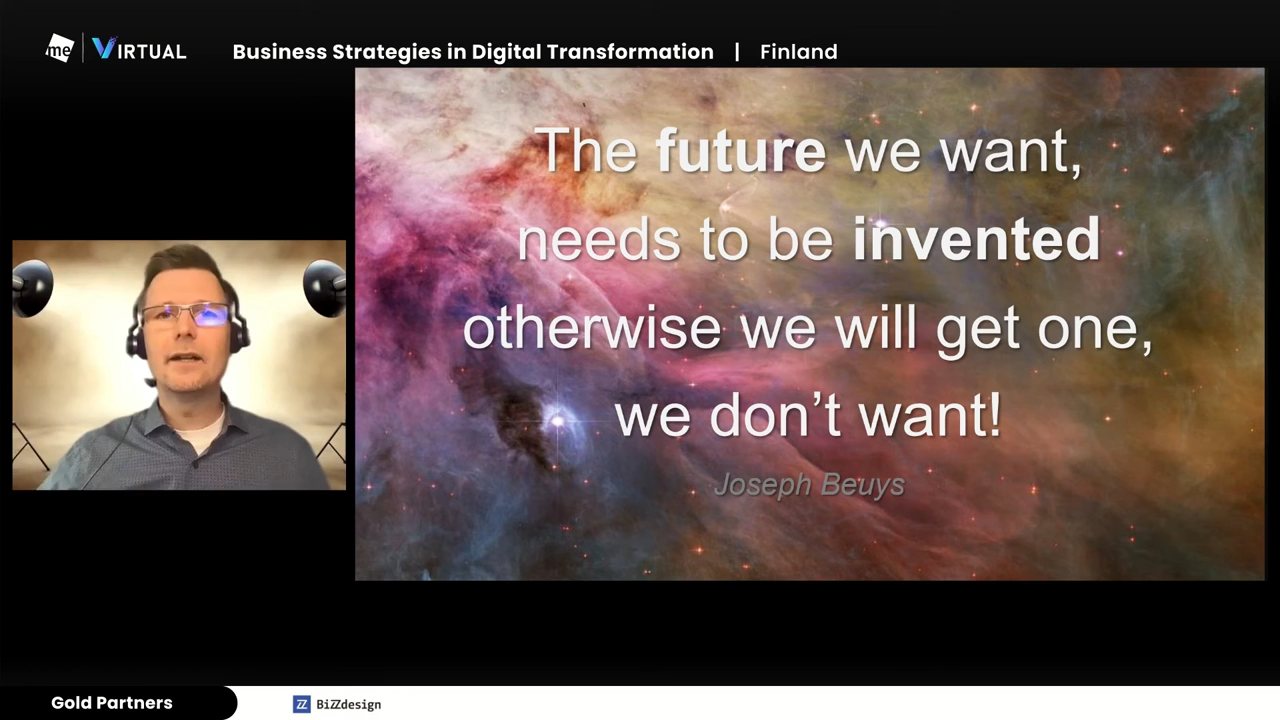 me | VIRTUAL
Business Strategies in Digital Transformation | Finland
The future we want,
needs to be invented
otherwise we will get one,
we don’t want!
Joseph Beuys
Gold Partners
BiZZdesign